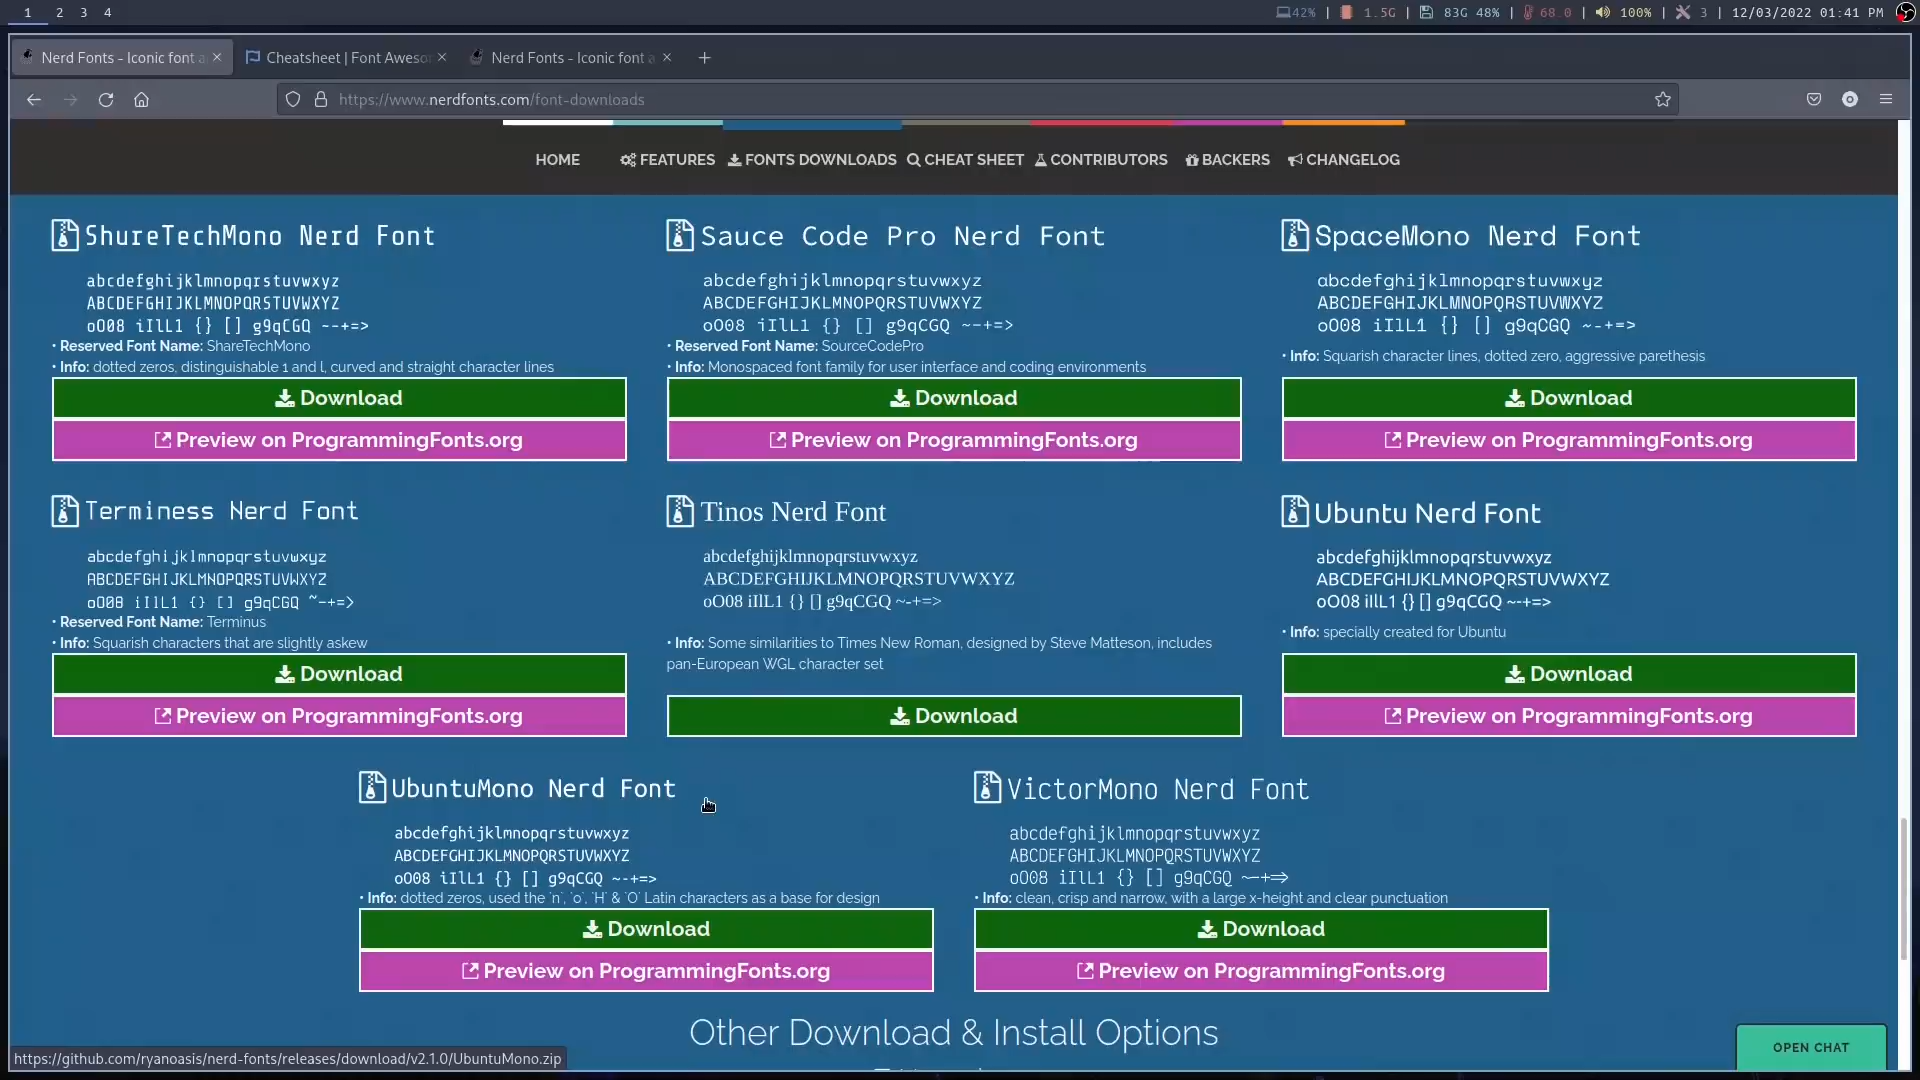 1 2 3 4
42% | 1.5G | 83G 48% | 68.0 | 100% | 3 | 12/03/2022 01:41 PM
Nerd Fonts - Iconic font a
Cheatsheet | Font Aweso
Nerd Fonts - Iconic font a
https://www.nerdfonts.com/font-downloads
HOME FEATURES FONTS DOWNLOADS CHEAT SHEET CONTRIBUTORS BACKERS CHANGELOG
ShureTechMono Nerd Font
abcdefghijklmnopqrstuvwxyz
ABCDEFGHIJKLMNOPQRSTUVWXYZ
oO08 iIlL1 {} [] g9qCGQ ~-+=>
• Reserved Font Name: ShareTechMono
• Info: dotted zeros, distinguishable 1 and l, curved and straight character lines
Download
Preview on ProgrammingFonts.org
Sauce Code Pro Nerd Font
abcdefghijklmnopqrstuvwxyz
ABCDEFGHIJKLMNOPQRSTUVWXYZ
oO08 iIlL1 {} [] g9qCGQ ~-+=>
• Reserved Font Name: SourceCodePro
• Info: Monospaced font family for user interface and coding environments
Download
Preview on ProgrammingFonts.org
SpaceMono Nerd Font
abcdefghijklmnopqrstuvwxyz
ABCDEFGHIJKLMNOPQRSTUVWXYZ
oO08 iIlL1 {} [] g9qCGQ ~-+=>
• Info: Squarish character lines, dotted zero, aggressive parethesis
Download
Preview on ProgrammingFonts.org
Terminess Nerd Font
abcdefghijklmnopqrstuvwxyz
ABCDEFGHIJKLMNOPQRSTUVWXYZ
oO08 iIlL1 {} [] g9qCGQ ~-+=>
• Reserved Font Name: Terminus
• Info: Squarish characters that are slightly askew
Download
Preview on ProgrammingFonts.org
Tinos Nerd Font
abcdefghijklmnopqrstuvwxyz
ABCDEFGHIJKLMNOPQRSTUVWXYZ
oO08 iIlL1 {} [] g9qCGQ ~-+=>
• Info: Some similarities to Times New Roman, designed by Steve Matteson, includes
pan-European WGL character set
Download
Ubuntu Nerd Font
abcdefghijklmnopqrstuvwxyz
ABCDEFGHIJKLMNOPQRSTUVWXYZ
oO08 iIlL1 {} [] g9qCGQ ~-+=>
• Info: specially created for Ubuntu
Download
Preview on ProgrammingFonts.org
UbuntuMono Nerd Font
abcdefghijklmnopqrstuvwxyz
ABCDEFGHIJKLMNOPQRSTUVWXYZ
oO08 iIlL1 {} [] g9qCGQ ~-+=>
• Info: dotted zeros, used the `n`, `o`, `H` & `O` Latin characters as a base for design
Download
Preview on ProgrammingFonts.org
VictorMono Nerd Font
abcdefghijklmnopqrstuvwxyz
ABCDEFGHIJKLMNOPQRSTUVWXYZ
oO08 iIlL1 {} [] g9qCGQ ~-+=>
• Info: clean, crisp and narrow, with a large x-height and clear punctuation
Download
Preview on ProgrammingFonts.org
Other Download & Install Options
OPEN CHAT
https://github.com/ryanoasis/nerd-fonts/releases/download/v2.1.0/UbuntuMono.zip